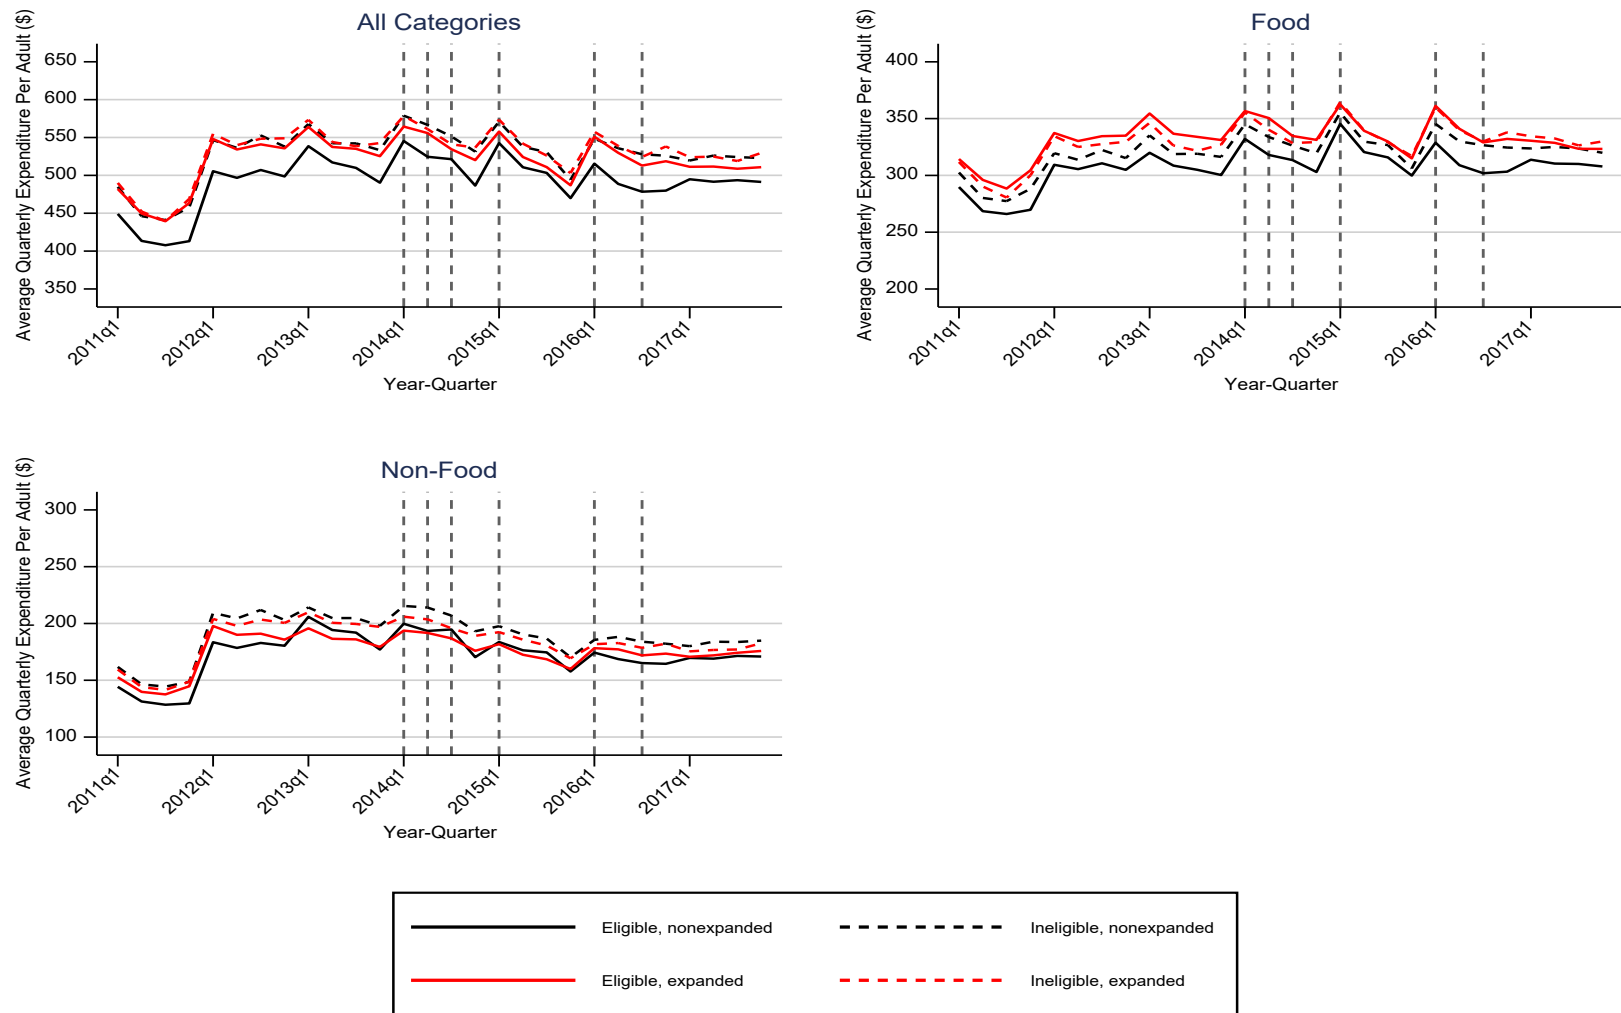 All Categories
Average Quarterly Expenditure Per Adult ($)
650
600
550
500
450
400
350
2011q1
2012q1
2013q1
2014q1
2015q1
2016q1
2017q1
Year-Quarter
Food
Average Quarterly Expenditure Per Adult ($)
400
350
300
250
200
2011q1
2012q1
2013q1
2014q1
2015q1
2016q1
2017q1
Year-Quarter
Non-Food
Average Quarterly Expenditure Per Adult ($)
300
250
200
150
100
2011q1
2012q1
2013q1
2014q1
2015q1
2016q1
2017q1
Year-Quarter
Eligible, nonexpanded
Ineligible, nonexpanded
Eligible, expanded
Ineligible, expanded